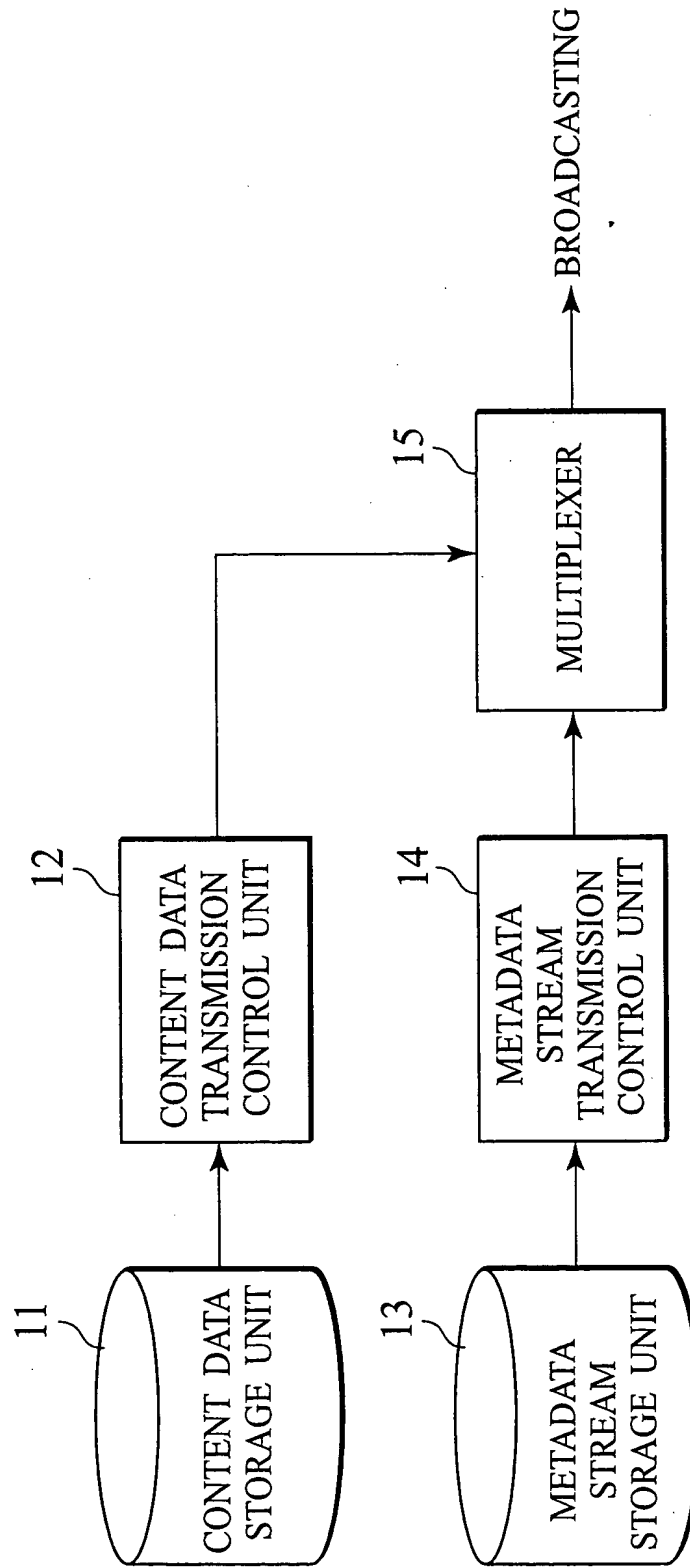 11
CONTENT DATA
STORAGE UNIT
12
CONTENT DATA
TRANSMISSION
CONTROL UNIT
13
METADATA
STREAM
STORAGE UNIT
14
METADATA
STREAM
TRANSMISSION
CONTROL UNIT
15
MULTIPLEXER
BROADCASTING